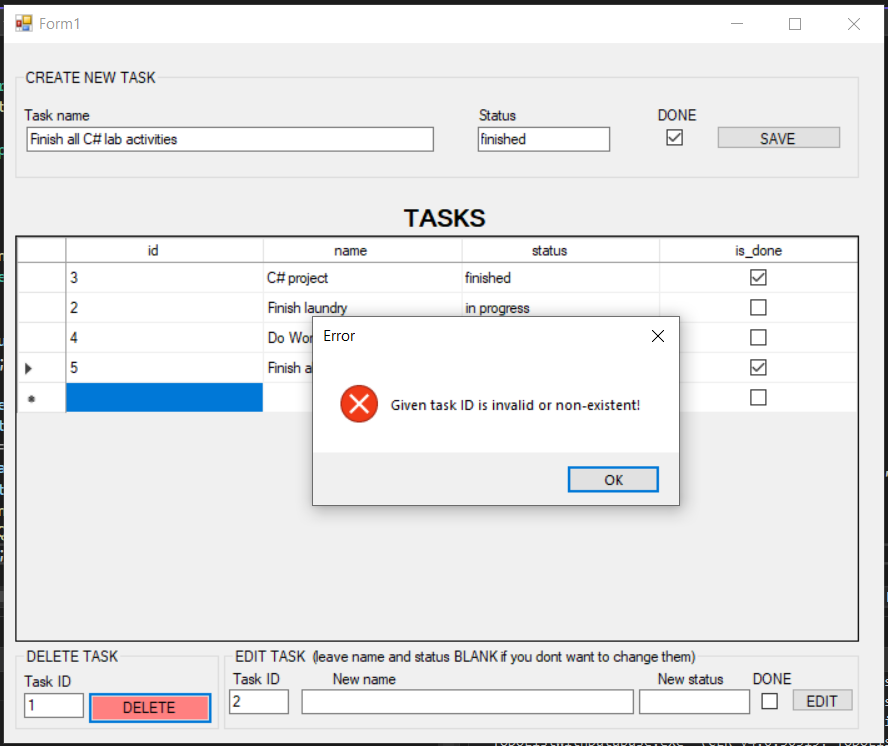 Form1
CREATE NEW TASK
Task name Status DONE
Finish all C# lab activities finished SAVE
TASKS
id name status is_done
3 C# project finished
2 Finish laundry in progress
4 Do Wor
5 Finish a
Error
Given task ID is invalid or non-existent!
OK
DELETE TASK
Task ID
1 DELETE
EDIT TASK (leave name and status BLANK if you dont want to change them)
Task ID New name New status DONE
2 EDIT